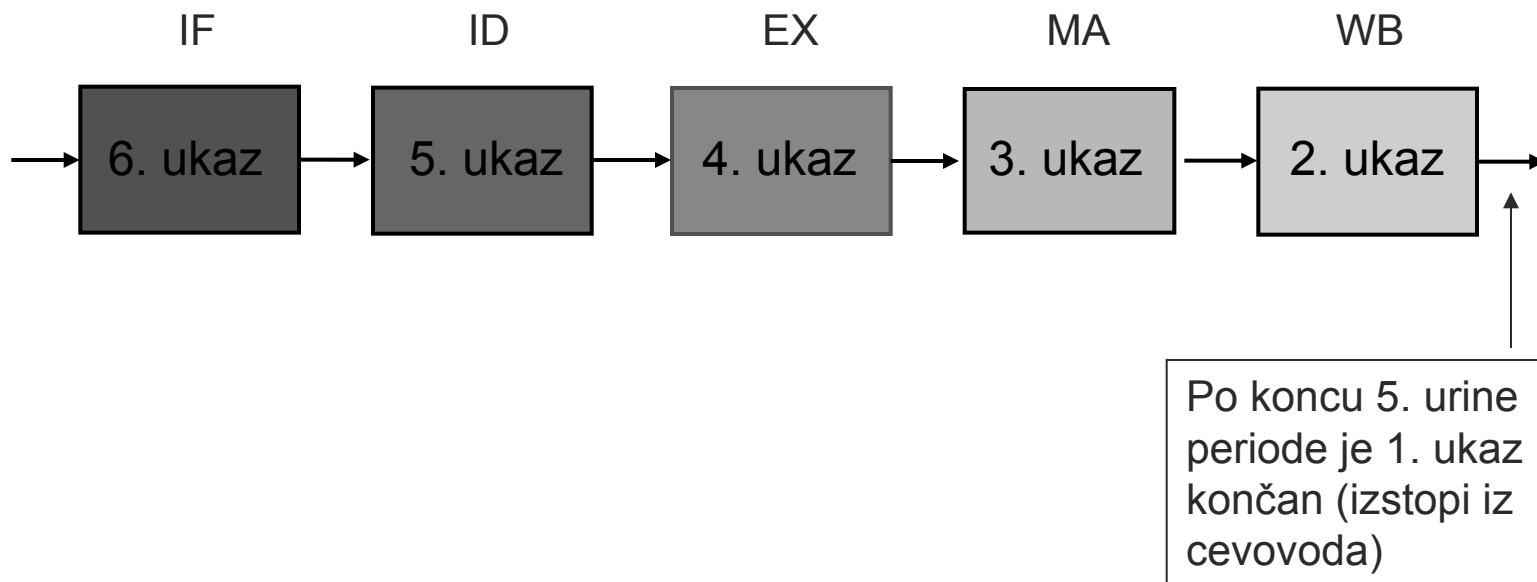 IF ID EX MA WB
6. ukaz 5. ukaz 4. ukaz 3. ukaz 2. ukaz
Po koncu 5. urine
periode je 1. ukaz
končan (izstopi iz
cevovoda)